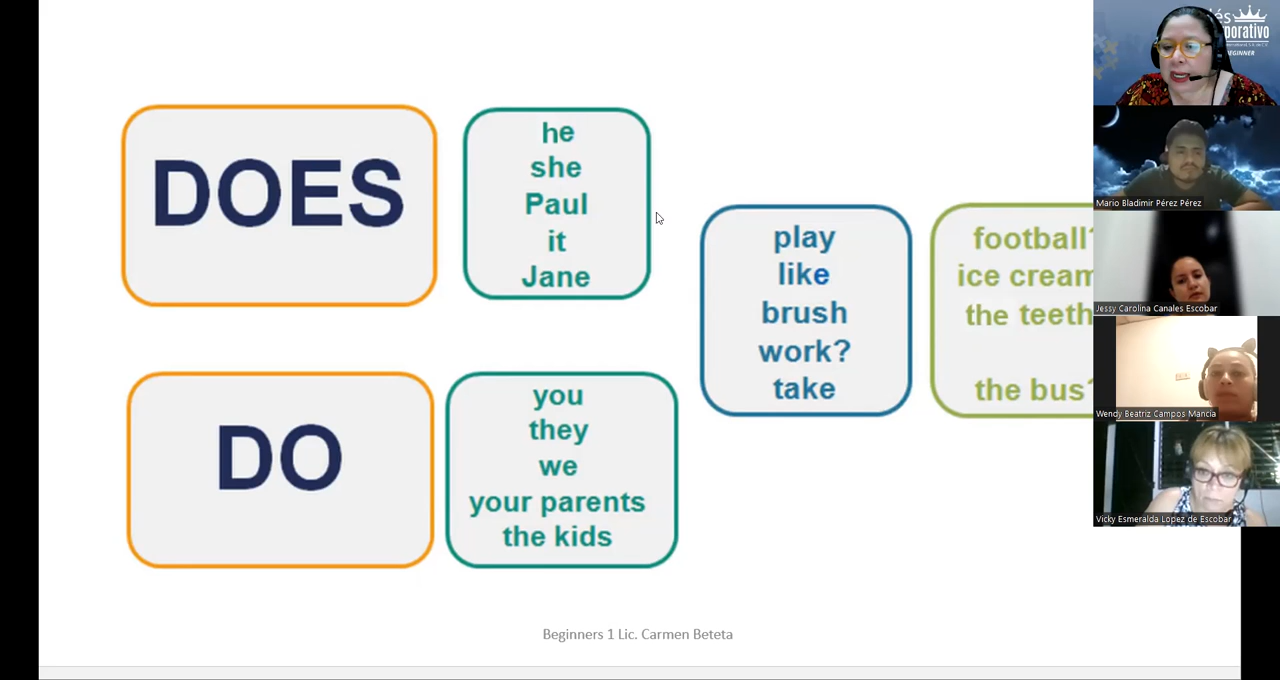 DOES
he
she
Paul
it
Jane
play
like
brush
work?
take
football?
ice cream
the teeth
the bus?
DO
you
they
we
your parents
the kids
Beginners 1 Lic. Carmen Beteta
BEGINNER
Mario Bladimir Pérez Pérez
Jessy Carolina Canales Escobar
Wendy Beatriz Campos Mancía
Vicky Esmeralda Lopez de Escobar